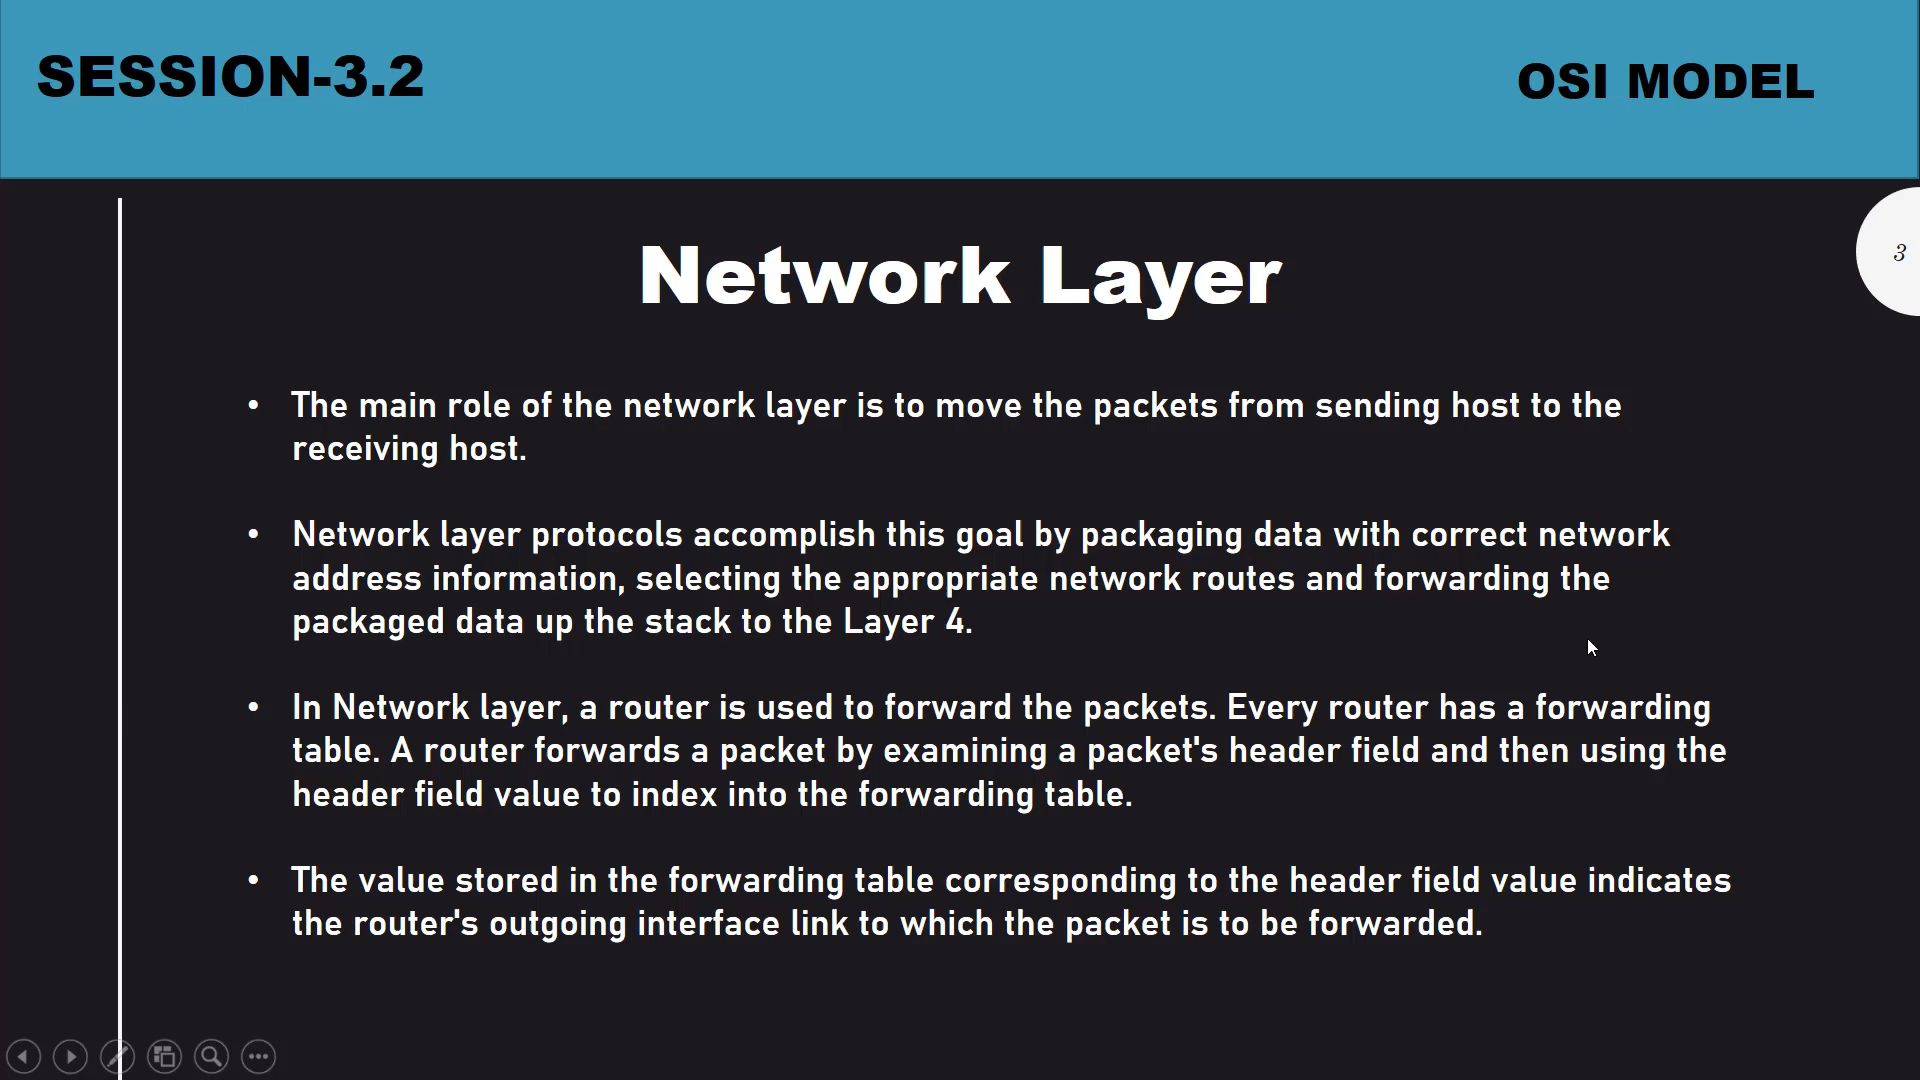 SESSION-3.2
OSI MODEL
3
Network Layer
• The main role of the network layer is to move the packets from sending host to the
receiving host.
• Network layer protocols accomplish this goal by packaging data with correct network
address information, selecting the appropriate network routes and forwarding the
packaged data up the stack to the Layer 4.
• In Network layer, a router is used to forward the packets. Every router has a forwarding
table. A router forwards a packet by examining a packet's header field and then using the
header field value to index into the forwarding table.
• The value stored in the forwarding table corresponding to the header field value indicates
the router's outgoing interface link to which the packet is to be forwarded.